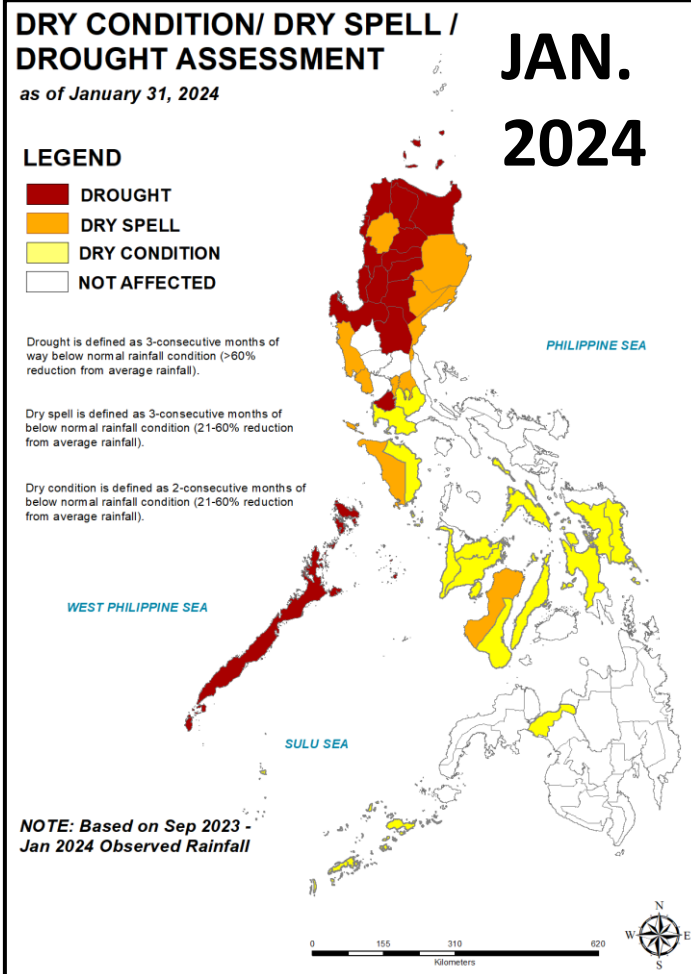 DRY CONDITION/ DRY SPELL /
DROUGHT ASSESSMENT
as of January 31, 2024
JAN.
2024
LEGEND
DROUGHT
DRY SPELL
DRY CONDITION
NOT AFFECTED
Drought is defined as 3-consecutive months of
way below normal rainfall condition (>60%
reduction from average rainfall).
Dry spell is defined as 3-consecutive months of
below normal rainfall condition (21-60% reduction
from average rainfall).
Dry condition is defined as 2-consecutive months of
below normal rainfall condition (21-60% reduction
from average rainfall).
PHILIPPINE SEA
WEST PHILIPPINE SEA
SULU SEA
NOTE: Based on Sep 2023 -
Jan 2024 Observed Rainfall
0 155 310 620
Kilometers
N
W E
S